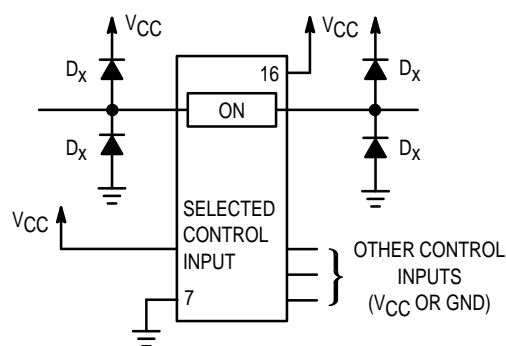 VCC
VCC
16
Dx
Dx
ON
Dx
Dx
VCC
SELECTED
CONTROL
INPUT
OTHER CONTROL
INPUTS
(VCC OR GND)
7